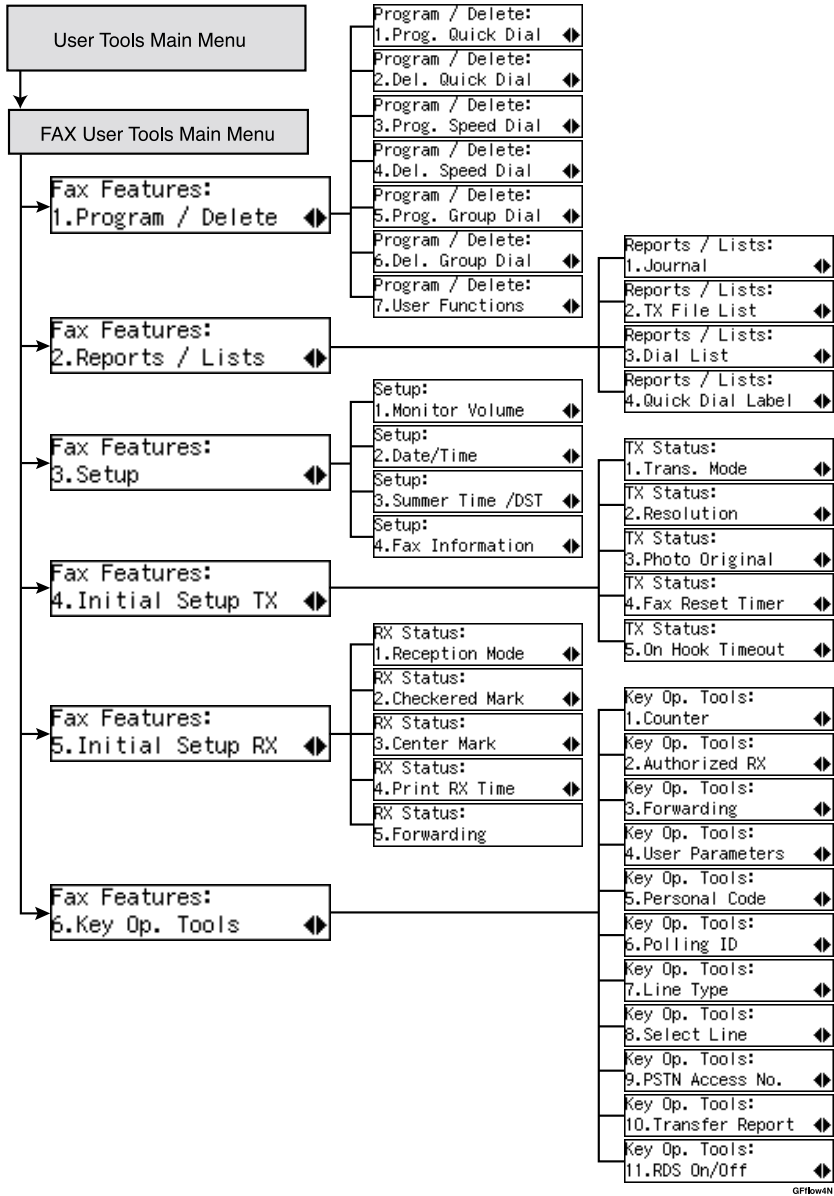 User Tools Main Menu
FAX User Tools Main Menu
Fax Features:
1.Program / Delete
Program / Delete:
1.Prog. Quick Dial
Program / Delete:
2.Del. Quick Dial
Program / Delete:
3.Prog. Speed Dial
Program / Delete:
4.Del. Speed Dial
Program / Delete:
5.Prog. Group Dial
Program / Delete:
6.Del. Group Dial
Program / Delete:
7.User Functions
Fax Features:
2.Reports / Lists
Reports / Lists:
1.Journal
Reports / Lists:
2.TX File List
Reports / Lists:
3.Dial List
Reports / Lists:
4.Quick Dial Label
Fax Features:
3.Setup
Setup:
1.Monitor Volume
Setup:
2.Date/Time
Setup:
3.Summer Time /DST
Setup:
4.Fax Information
Fax Features:
4.Initial Setup TX
TX Status:
1.Trans. Mode
TX Status:
2.Resolution
TX Status:
3.Photo Original
TX Status:
4.Fax Reset Timer
TX Status:
5.On Hook Timeout
Fax Features:
5.Initial Setup RX
RX Status:
1.Reception Mode
RX Status:
2.Checkered Mark
RX Status:
3.Center Mark
RX Status:
4.Print RX Time
RX Status:
5.Forwarding
Fax Features:
6.Key Op. Tools
Key Op. Tools:
1.Counter
Key Op. Tools:
2.Authorized RX
Key Op. Tools:
3.Forwarding
Key Op. Tools:
4.User Parameters
Key Op. Tools:
5.Personal Code
Key Op. Tools:
6.Polling ID
Key Op. Tools:
7.Line Type
Key Op. Tools:
8.Select Line
Key Op. Tools:
9.PSTN Access No.
Key Op. Tools:
10.Transfer Report
Key Op. Tools:
11.RDS On/Off
GFflow4N